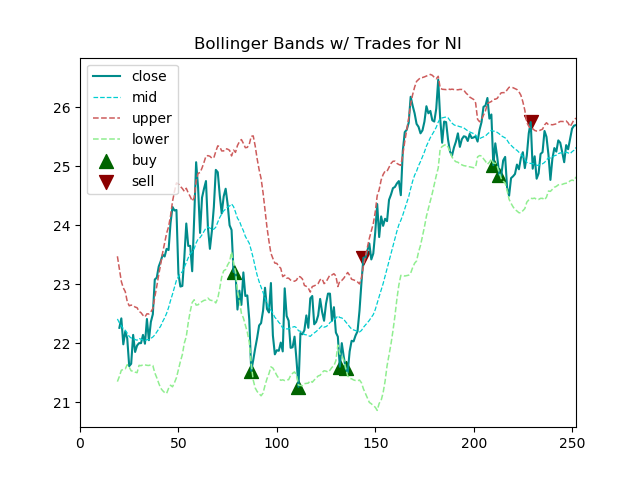 Bollinger Bands w/ Trades for NI
close
mid
upper
lower
buy
sell
26
25
24
23
22
21
0 50 100 150 200 250